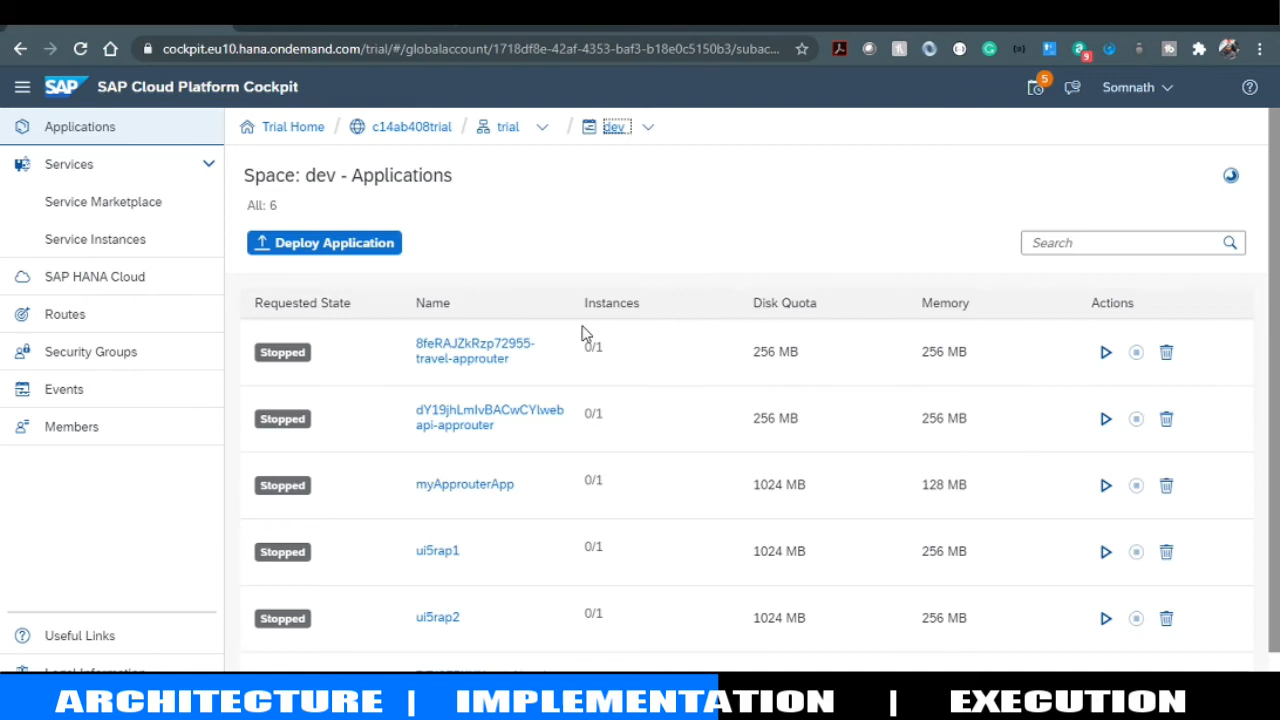 cockpit.eu10.hana.ondemand.com/trial/#/globalaccount/1718df8e-42af-4353-baf3-b18e0c5150b3/subac...
9
SAP SAP Cloud Platform Cockpit
5
Somnath
Applications
Services
Service Marketplace
Service Instances
SAP HANA Cloud
Routes
Security Groups
Events
Members
Useful Links
Legal Information
Trial Home / c14ab408trial / trial / dev
Space: dev - Applications
All: 6
Deploy Application
Search
Requested State Name Instances Disk Quota Memory Actions
Stopped 8feRAJZkRzp72955- 0/1 256 MB 256 MB
travel-approuter
Stopped dY19jhLmIvBACwCYlweb 0/1 256 MB 256 MB
api-approuter
Stopped myApprouterApp 0/1 1024 MB 128 MB
Stopped ui5rap1 0/1 1024 MB 256 MB
Stopped ui5rap2 0/1 1024 MB 256 MB
ARCHITECTURE | IMPLEMENTATION | EXECUTION